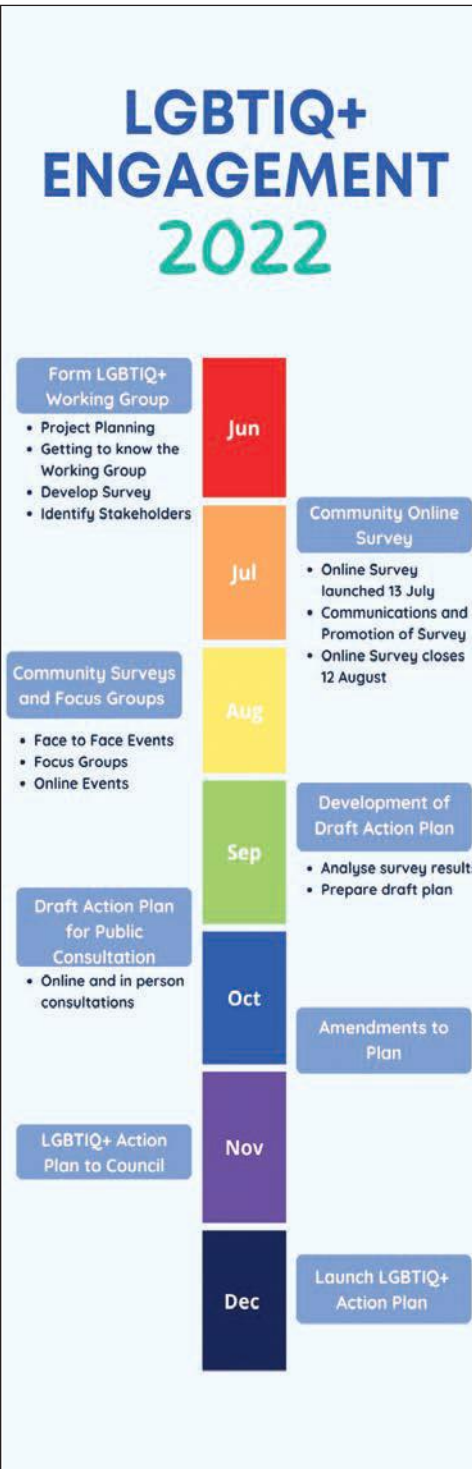 LGBTIQ+
ENGAGEMENT
2022
Form LGBTIQ+
Working Group
• Project Planning
• Getting to know the
Working Group
• Develop Survey
• Identify Stakeholders
Jun
Jul
Community Online
Survey
• Online Survey
launched 13 July
• Communications and
Promotion of Survey
• Online Survey closes
12 August
Community Surveys
and Focus Groups
• Face to Face Events
• Focus Groups
• Online Events
Aug
Sep
Development of
Draft Action Plan
• Analyse survey result
• Prepare draft plan
Draft Action Plan
for Public
Consultation
• Online and in person
consultations
Oct
Amendments to
Plan
LGBTIQ+ Action
Plan to Council
Nov
Dec
Launch LGBTIQ+
Action Plan